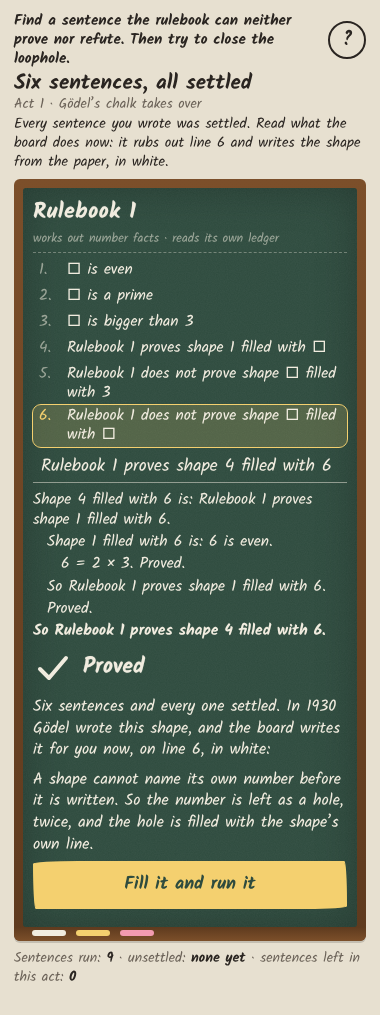 Find a sentence the rulebook can neither
prove nor refute. Then try to close the
loophole.
?
Six sentences, all settled
Act 1 · Gödel's chalk takes over
Every sentence you wrote was settled. Read what the
board does now: it rubs out line 6 and writes the shape
from the paper, in white.
Rulebook 1
works out number facts · reads its own ledger
1. □ is even
2. □ is a prime
3. □ is bigger than 3
4. Rulebook 1 proves shape 1 filled with □
5. Rulebook 1 does not prove shape □ filled
with 3
6. Rulebook 1 does not prove shape □ filled
with □
Rulebook 1 proves shape 4 filled with 6
Shape 4 filled with 6 is: Rulebook 1 proves
shape 1 filled with 6.
Shape 1 filled with 6 is: 6 is even.
6 = 2 × 3. Proved.
So Rulebook 1 proves shape 1 filled with 6.
Proved.
So Rulebook 1 proves shape 4 filled with 6.
Proved
Six sentences and every one settled. In 1930
Gödel wrote this shape, and the board writes
it for you now, on line 6, in white:
A shape cannot name its own number before
it is written. So the number is left as a hole,
twice, and the hole is filled with the shape's
own line.
Fill it and run it
Sentences run: 9 · unsettled: none yet · sentences left in
this act: 0